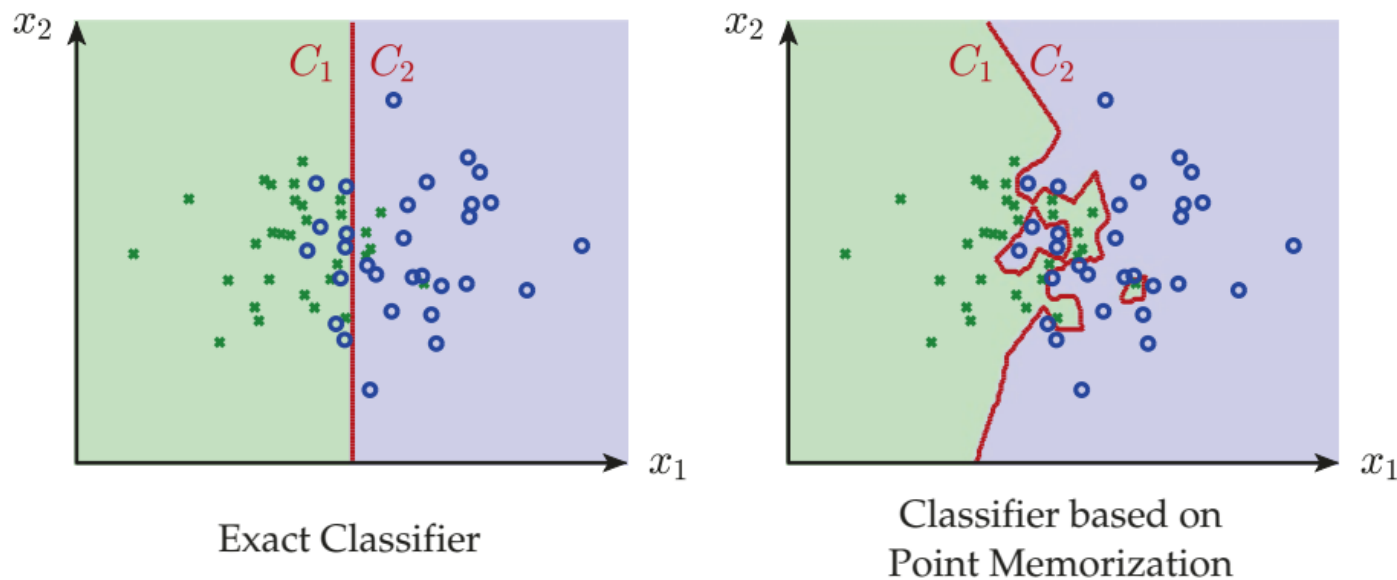 x₂
C₁ C₂
x₁
Exact Classifier
x₂
C₁ C₂
x₁
Classifier based on
Point Memorization